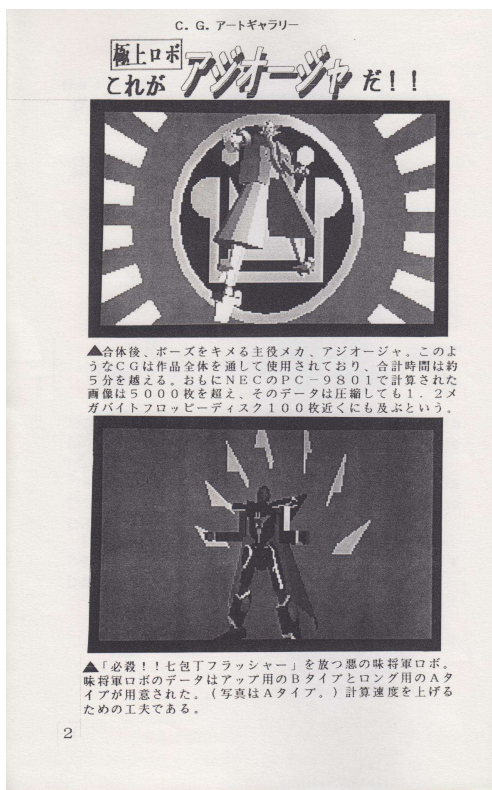 C．G．アートギャラリー
極上ロボ
これが アジオージャ だ！！
▲合体後、ポーズをキメる主役メカ、アジオージャ。このよ
うなCGは作品全体を通して使用されており、合計時間は約
5分を越える。おもにNECのPC－9801で計算された
画像は5000枚を超え、そのデータは圧縮しても1．2メ
ガバイトフロッピーディスク100枚近くにも及ぶという。
▲「必殺！！七包丁フラッシャー」を放つ悪の味将軍ロボ。
味将軍ロボのデータはアップ用のBタイプとロング用のAタ
イプが用意された。（写真はAタイプ。）計算速度を上げる
ための工夫である。
2